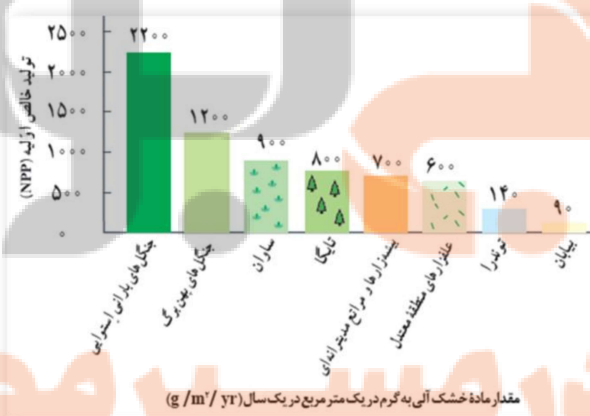 تولید خالص اولیه (NPP)
۲۵۰۰
۲۰۰۰
۱۵۰۰
۱۰۰۰
۵۰۰
۰
۲۲۰۰
۱۲۰۰
۹۰۰
۸۰۰
۷۰۰
۶۰۰
۱۴۰
۹۰
جنگل‌های بارانی استوایی
جنگل‌های پهن برگ
ساوان
تایگا
بیشه‌زارها و مراتع مدیترانه‌ای
علفزارهای منطقه معتدل
توندرا
بیابان
مقدار مادهٔ خشک آلی به گرم در یک متر مربع در یک سال (g /m²/ yr)